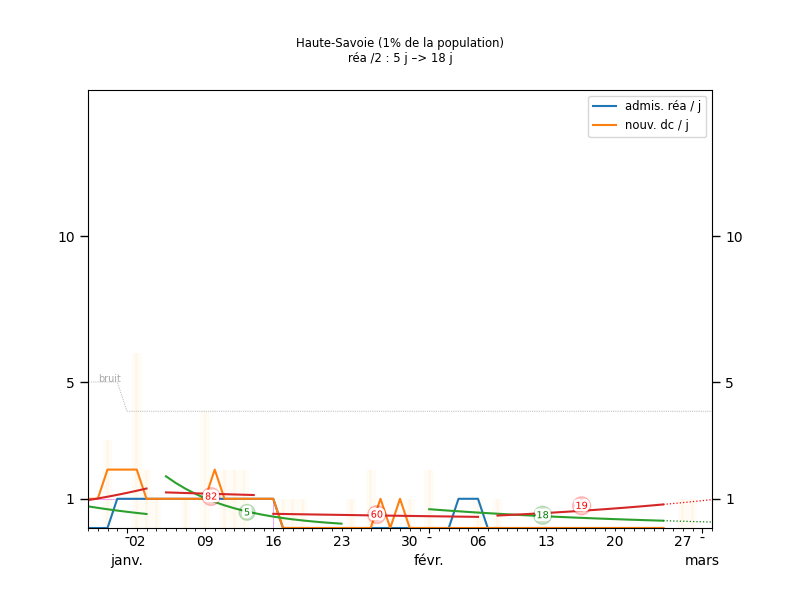 Haute-Savoie (1% de la population)
réa /2 : 5 j –> 18 j
admis. réa / j
nouv. dc / j
10 10
5 5
bruit
1 1
82
5
60
18
19
02 09 16 23 30 06 13 20 27
janv. févr. mars